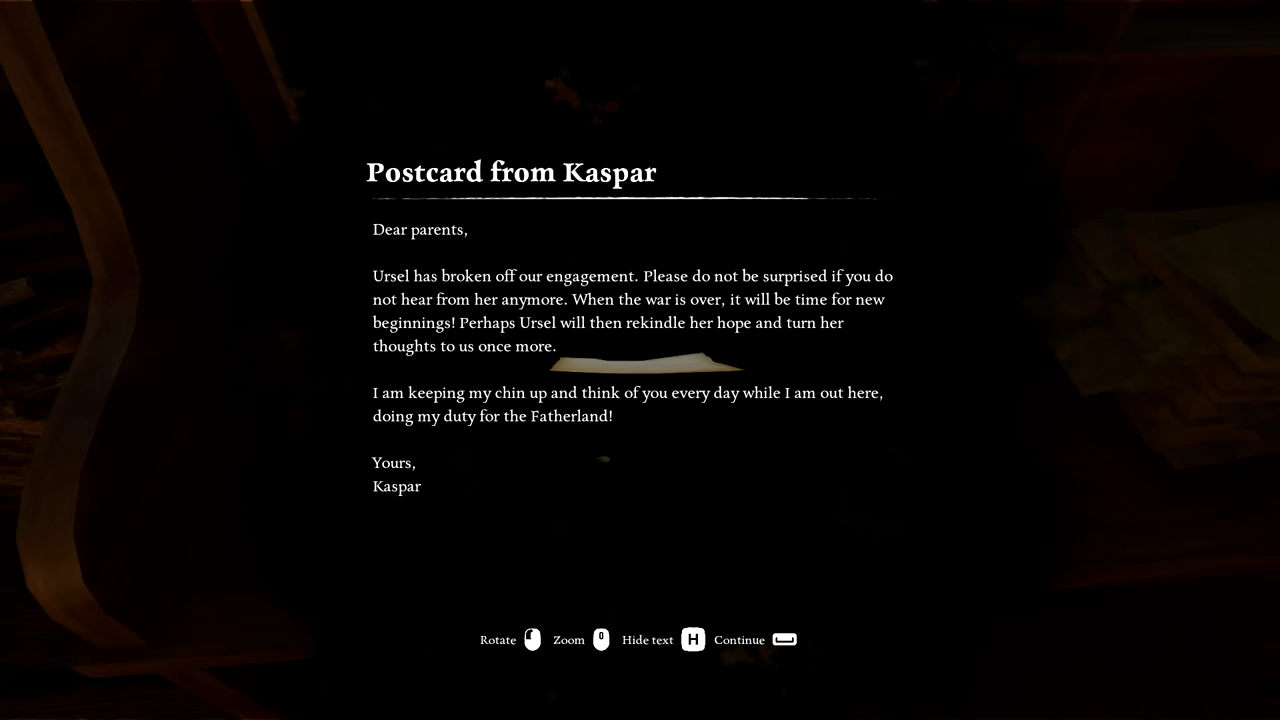 Postcard from Kaspar
Dear parents,
Ursel has broken off our engagement. Please do not be surprised if you do
not hear from her anymore. When the war is over, it will be time for new
beginnings! Perhaps Ursel will then rekindle her hope and turn her
thoughts to us once more.
I am keeping my chin up and think of you every day while I am out here,
doing my duty for the Fatherland!
Yours,
Kaspar
Rotate Zoom Hide text H Continue